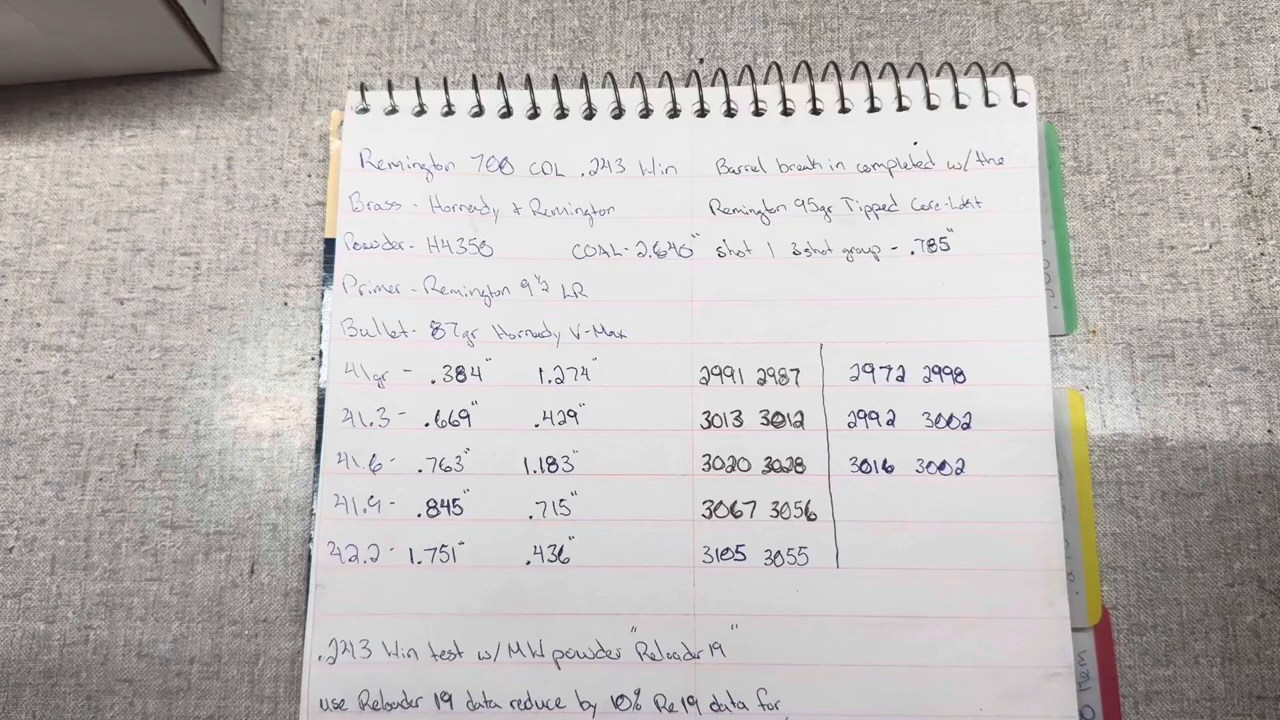 Remington 700 CDL .243 Win Barrel break in completed w/the
Brass - Hornady & Remington Remington 95gr Tipped Core-Lokt
Powder - H4350 COAL - 2.640" shot 1 3 shot group - .785"
Primer - Remington 9 1/2 LR
Bullet - 87gr Hornady V-Max
41gr - .384" 1.274" 2991 2987 2972 2998
41.3 - .669" .429" 3013 3012 2992 3002
41.6 - .763" 1.183" 3020 3028 3016 3002
41.9 - .845" .715" 3067 3056
42.2 - 1.751" .436" 3105 3055
.243 Win test w/ MW powder "Reloader 19"
use Reloader 19 data reduce by 10% Re19 data for
Mem